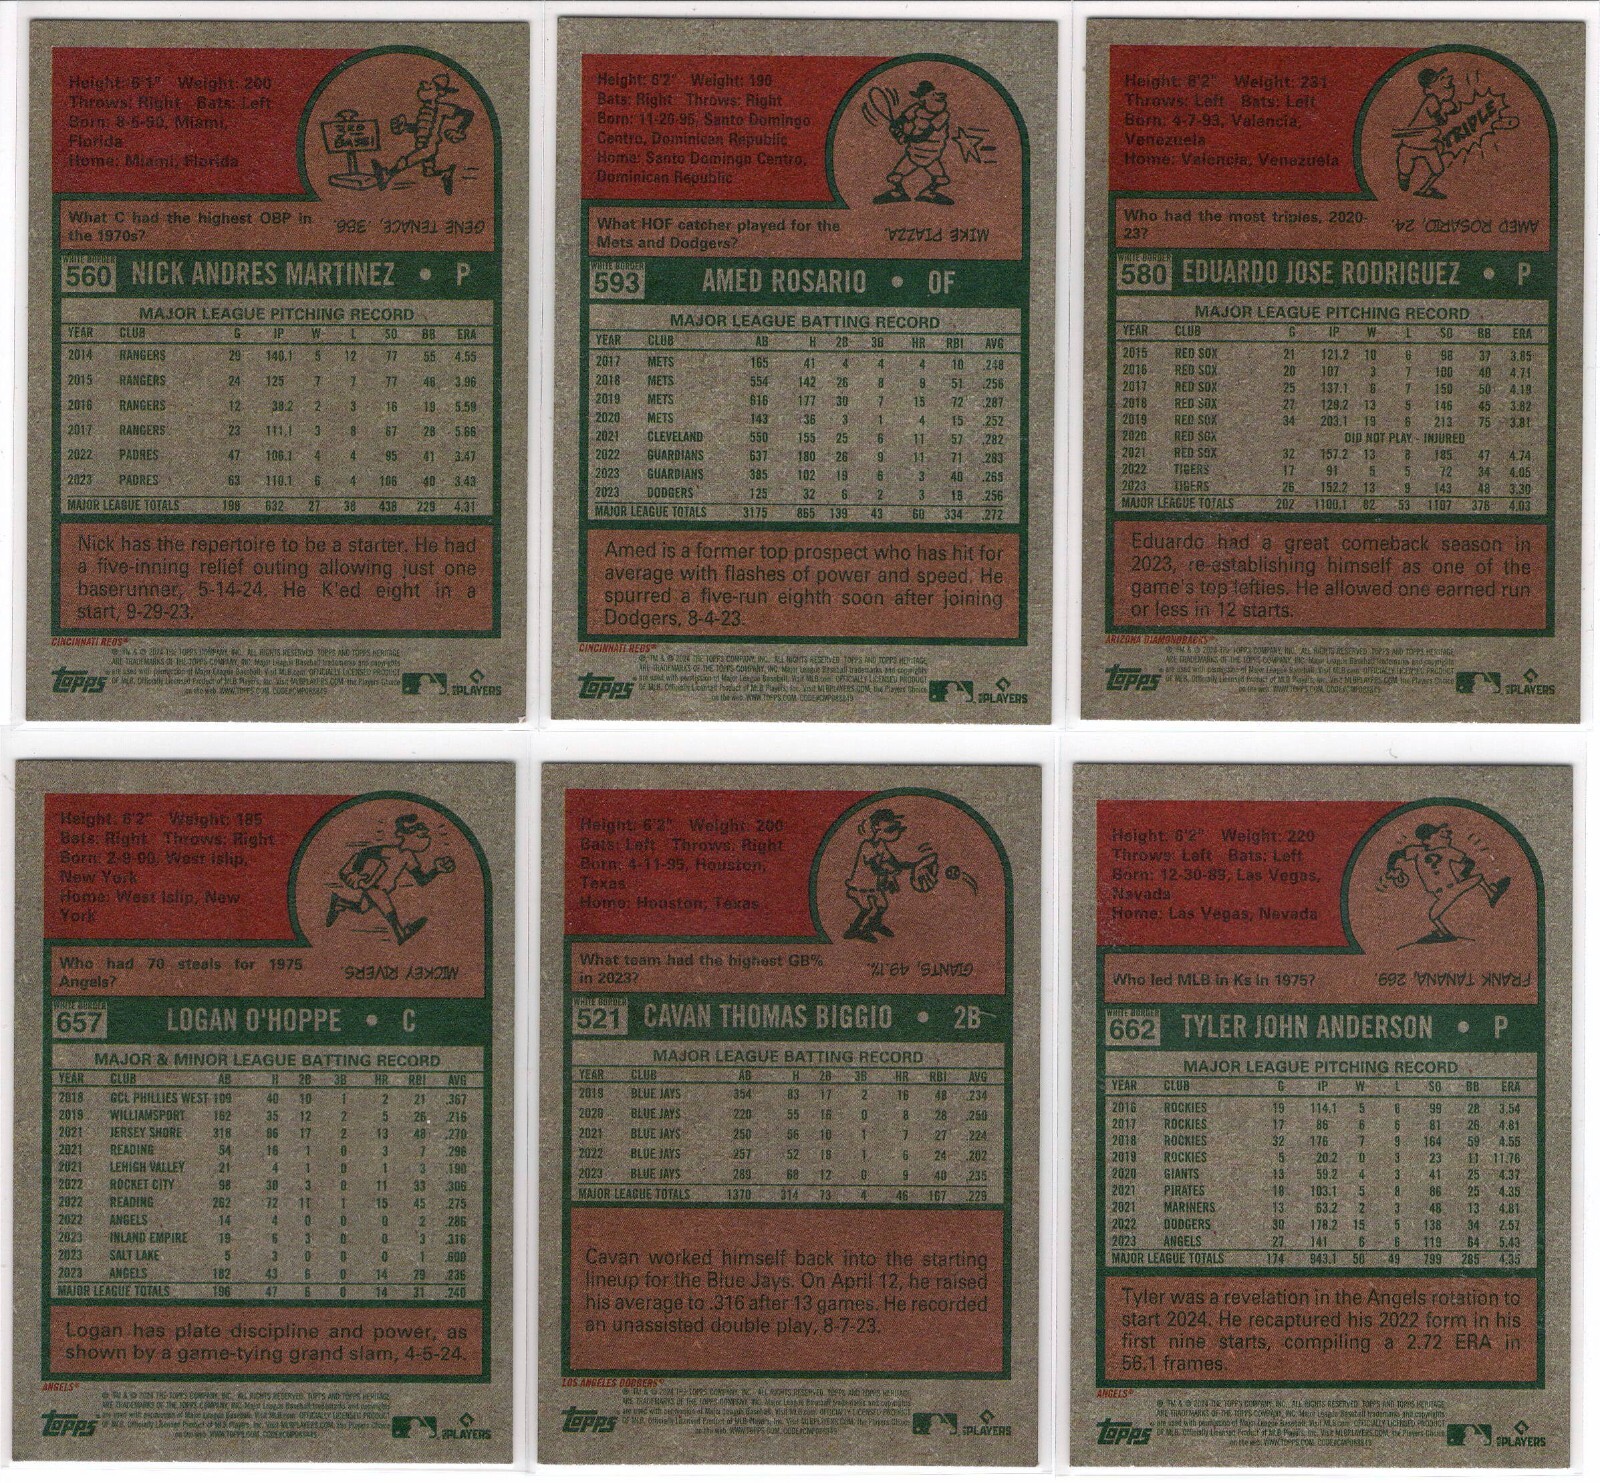 Height: 6'1" Weight: 200
Throws: Right Bats: Left
Born: 8-5-90, Miami,
Florida
Home: Miami, Florida
What C had the highest OBP in
the 1970s?
GENE TENACE, .396.
WHITE BORDER
560 NICK ANDRES MARTINEZ • P
MAJOR LEAGUE PITCHING RECORD
YEAR CLUB G IP W L SO BB ERA
2014 RANGERS 29 140.1 5 12 77 55 4.55
2015 RANGERS 24 125 7 7 77 46 3.96
2016 RANGERS 12 38.2 2 3 16 19 5.59
2017 RANGERS 23 111.1 3 8 67 28 5.66
2022 PADRES 47 106.1 4 4 95 41 3.47
2023 PADRES 63 110.1 6 4 106 40 3.43
MAJOR LEAGUE TOTALS 198 632 27 38 438 229 4.31
Nick has the repertoire to be a starter. He had
a five-inning relief outing allowing just one
baserunner, 5-14-24. He K'ed eight in a
start, 9-29-23.
CINCINNATI REDS®
topps
MLB PLAYERS
Height: 6'2" Weight: 190
Bats: Right Throws: Right
Born: 11-20-95, Santo Domingo
Centro, Dominican Republic
Home: Santo Domingo Centro,
Dominican Republic
What HOF catcher played for the
Mets and Dodgers?
MIKE PIAZZA.
WHITE BORDER
593 AMED ROSARIO • OF
MAJOR LEAGUE BATTING RECORD
YEAR CLUB AB H 2B 3B HR RBI AVG
2017 METS 165 41 4 4 4 10 .248
2018 METS 554 142 26 8 9 51 .256
2019 METS 616 177 30 7 15 72 .287
2020 METS 143 36 3 1 4 15 .252
2021 CLEVELAND 550 155 25 6 11 57 .282
2022 GUARDIANS 637 180 26 9 11 71 .283
2023 GUARDIANS 385 102 19 6 3 40 .265
2023 DODGERS 125 32 6 2 3 18 .256
MAJOR LEAGUE TOTALS 3175 865 139 43 60 334 .272
Amed is a former top prospect who has hit for
average with flashes of power and speed. He
spurred a five-run eighth soon after joining
Dodgers, 8-4-23.
CINCINNATI REDS®
topps
MLB PLAYERS
Height: 6'2" Weight: 231
Throws: Left Bats: Left
Born: 4-7-93, Valencia,
Venezuela
Home: Valencia, Venezuela
TRIPLE
Who had the most triples, 2020-
23?
AMED ROSARIO, 24.
WHITE BORDER
580 EDUARDO JOSE RODRIGUEZ • P
MAJOR LEAGUE PITCHING RECORD
YEAR CLUB G IP W L SO BB ERA
2015 RED SOX 21 121.2 10 6 98 37 3.85
2016 RED SOX 20 107 3 7 100 40 4.71
2017 RED SOX 25 137.1 6 7 150 50 4.19
2018 RED SOX 27 129.2 13 5 146 45 3.82
2019 RED SOX 34 203.1 19 6 213 75 3.81
2020 RED SOX DID NOT PLAY - INJURED
2021 RED SOX 32 157.2 13 8 185 47 4.74
2022 TIGERS 17 91 5 5 72 34 4.05
2023 TIGERS 26 152.2 13 9 143 48 3.30
MAJOR LEAGUE TOTALS 202 1100.1 82 53 1107 376 4.03
Eduardo had a great comeback season in
2023, re-establishing himself as one of the
game's top lefties. He allowed one earned run
or less in 12 starts.
ARIZONA DIAMONDBACKS®
topps
MLB PLAYERS
Height: 6'2" Weight: 185
Bats: Right Throws: Right
Born: 2-9-00, West Islip,
New York
Home: West Islip, New
York
Who had 70 steals for 1975
Angels?
MICKEY RIVERS.
WHITE BORDER
657 LOGAN O'HOPPE • C
MAJOR & MINOR LEAGUE BATTING RECORD
YEAR CLUB AB H 2B 3B HR RBI AVG
2018 GCL PHILLIES WEST 109 40 10 1 2 21 .367
2019 WILLIAMSPORT 162 35 12 2 5 26 .216
2021 JERSEY SHORE 318 86 17 2 13 48 .270
2021 READING 54 16 1 0 3 7 .296
2021 LEHIGH VALLEY 21 4 1 0 1 3 .190
2022 ROCKET CITY 98 30 3 0 11 33 .306
2022 READING 262 72 11 1 15 45 .275
2022 ANGELS 14 4 0 0 0 2 .286
2023 INLAND EMPIRE 19 6 3 0 0 3 .316
2023 SALT LAKE 5 3 0 0 0 1 .600
2023 ANGELS 182 43 6 0 14 29 .236
MAJOR LEAGUE TOTALS 196 47 6 0 14 31 .240
Logan has plate discipline and power, as
shown by a game-tying grand slam, 4-5-24.
ANGELS®
topps
MLB PLAYERS
Height: 6'2" Weight: 200
Bats: Left Throws: Right
Born: 4-11-95, Houston,
Texas
Home: Houston, Texas
What team had the highest GB%
in 2023?
GIANTS, 49.1%.
WHITE BORDER
521 CAVAN THOMAS BIGGIO • 2B
MAJOR LEAGUE BATTING RECORD
YEAR CLUB AB H 2B 3B HR RBI AVG
2019 BLUE JAYS 354 83 17 2 16 48 .234
2020 BLUE JAYS 220 55 16 0 8 28 .250
2021 BLUE JAYS 250 56 10 1 7 27 .224
2022 BLUE JAYS 257 52 18 1 6 24 .202
2023 BLUE JAYS 289 68 12 0 9 40 .235
MAJOR LEAGUE TOTALS 1370 314 73 4 46 167 .229
Cavan worked himself back into the starting
lineup for the Blue Jays. On April 12, he raised
his average to .316 after 13 games. He recorded
an unassisted double play, 8-7-23.
LOS ANGELES DODGERS®
topps
MLB PLAYERS
Height: 6'2" Weight: 220
Throws: Left Bats: Left
Born: 12-30-89, Las Vegas,
Nevada
Home: Las Vegas, Nevada
?
Who led MLB in Ks in 1975?
FRANK TANANA, 269.
WHITE BORDER
662 TYLER JOHN ANDERSON • P
MAJOR LEAGUE PITCHING RECORD
YEAR CLUB G IP W L SO BB ERA
2016 ROCKIES 19 114.1 5 6 99 28 3.54
2017 ROCKIES 17 86 6 6 81 26 4.81
2018 ROCKIES 32 176 7 9 164 59 4.55
2019 ROCKIES 5 20.2 0 3 23 11 11.76
2020 GIANTS 13 59.2 4 3 41 25 4.37
2021 PIRATES 18 103.1 5 8 86 25 4.35
2021 MARINERS 13 63.2 2 3 48 13 4.81
2022 DODGERS 30 178.2 15 5 138 34 2.57
2023 ANGELS 27 141 6 6 119 64 5.43
MAJOR LEAGUE TOTALS 174 943.1 50 49 799 285 4.35
Tyler was a revelation in the Angels rotation to
start 2024. He recaptured his 2022 form in his
first nine starts, compiling a 2.72 ERA in
56.1 frames.
ANGELS®
topps
MLB PLAYERS